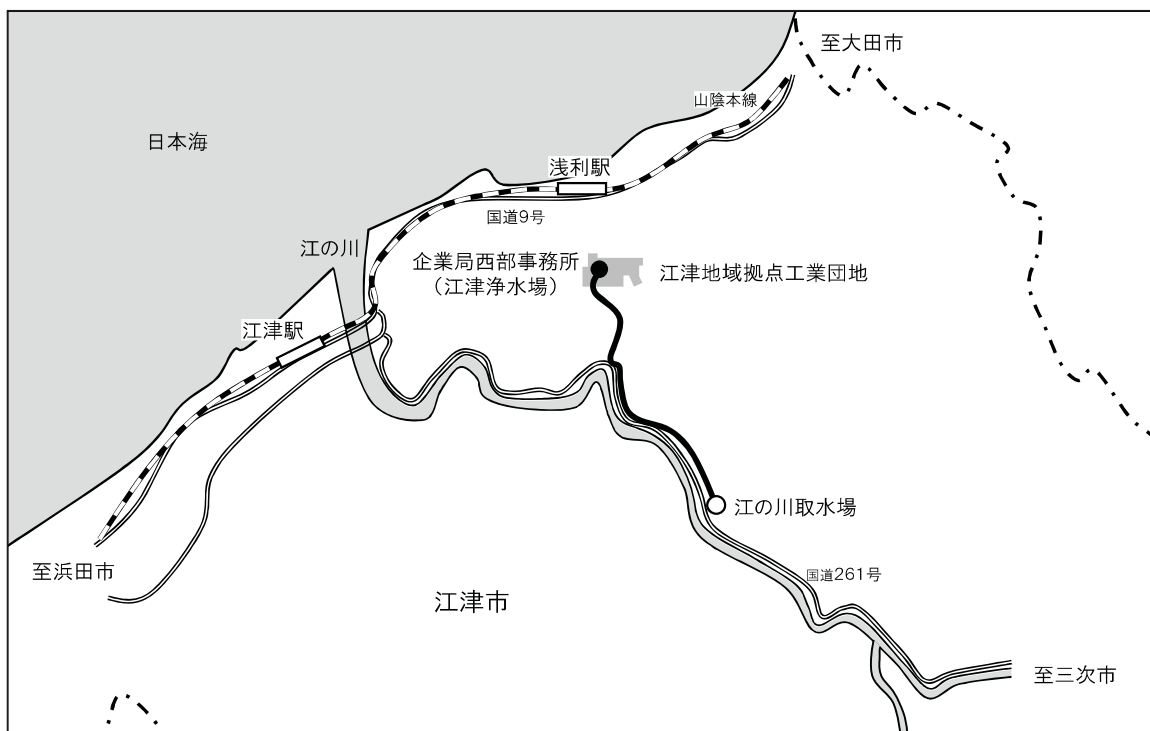 至大田市
山陰本線
日本海
浅利駅
国道9号
江の川
企業局西部事務所
（江津浄水場）
江津地域拠点工業団地
江津駅
江の川取水場
至浜田市
国道261号
江津市
至三次市